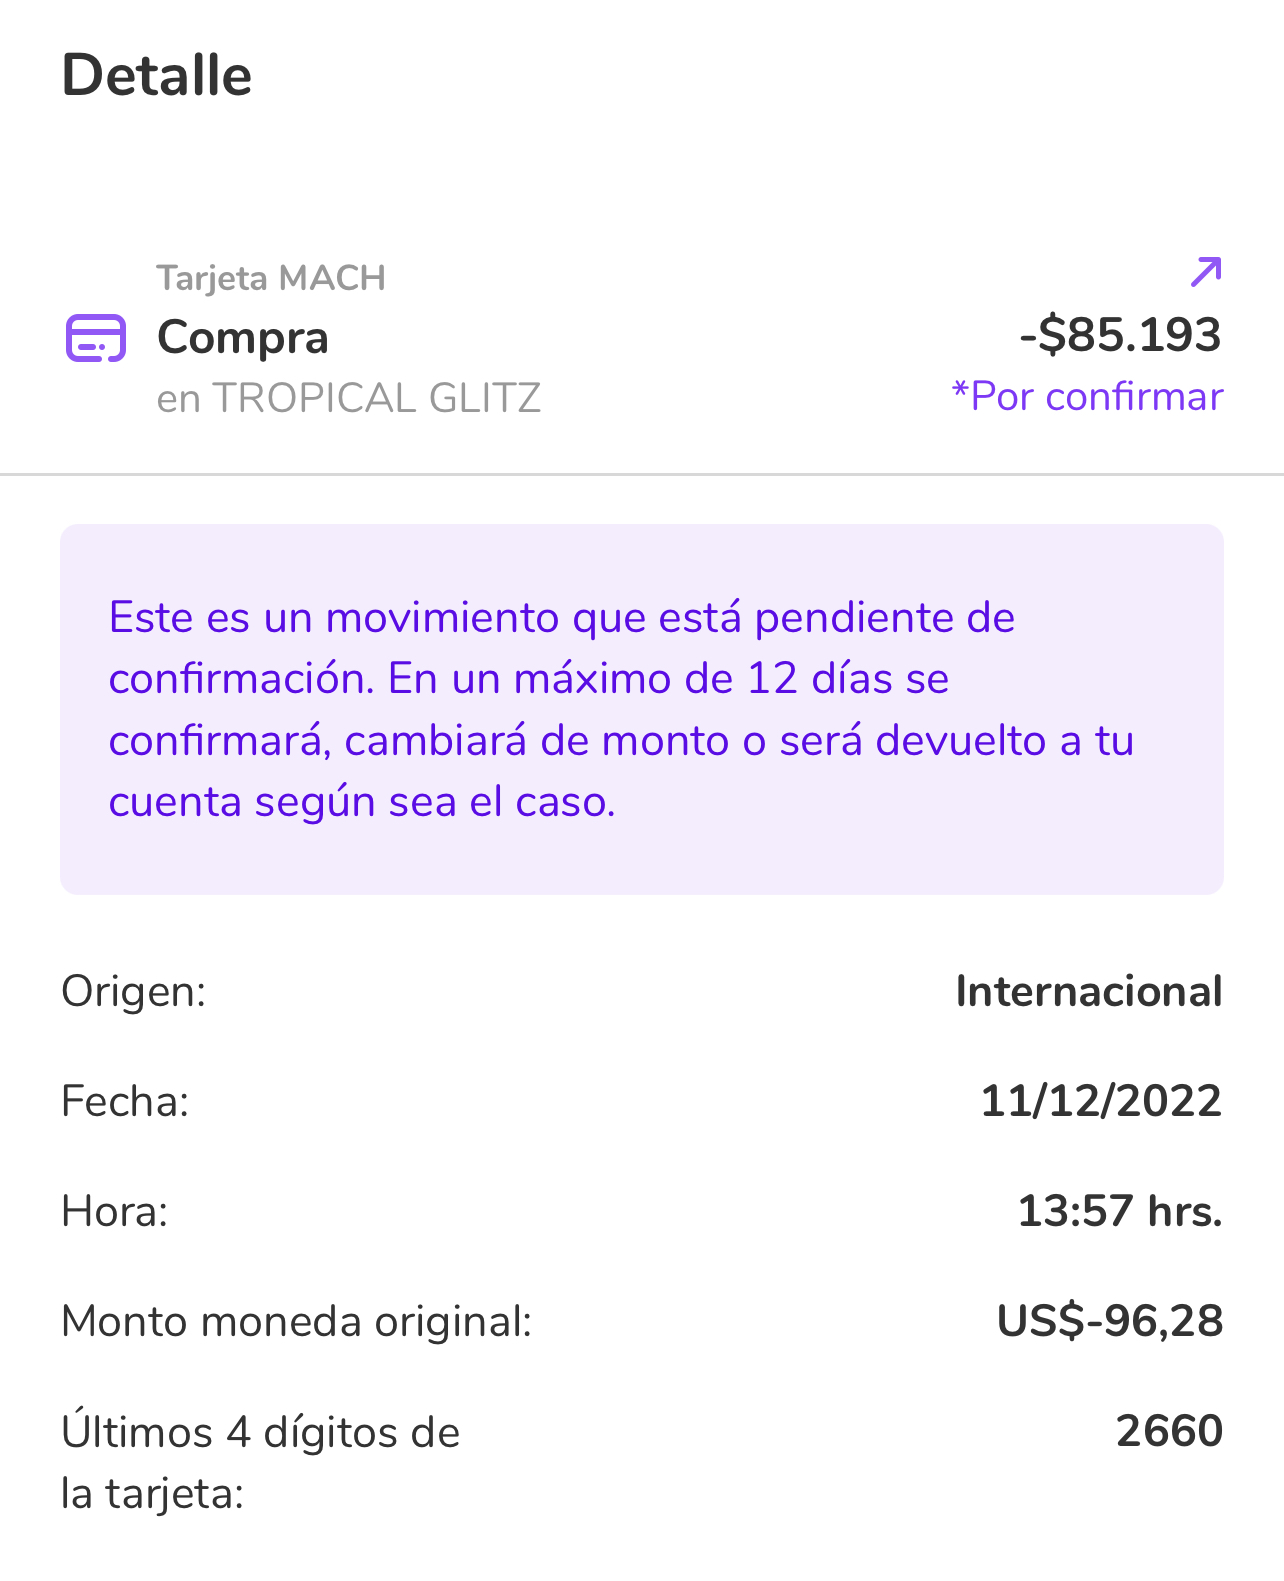 Detalle
Tarjeta MACH
Compra
-$85.193
en TROPICAL GLITZ
*Por confirmar
Este es un movimiento que está pendiente de
confirmación. En un máximo de 12 días se
confirmará, cambiará de monto o será devuelto a tu
cuenta según sea el caso.
Origen:
Internacional
Fecha:
11/12/2022
Hora:
13:57 hrs.
Monto moneda original:
US$-96,28
Últimos 4 dígitos de
la tarjeta:
2660